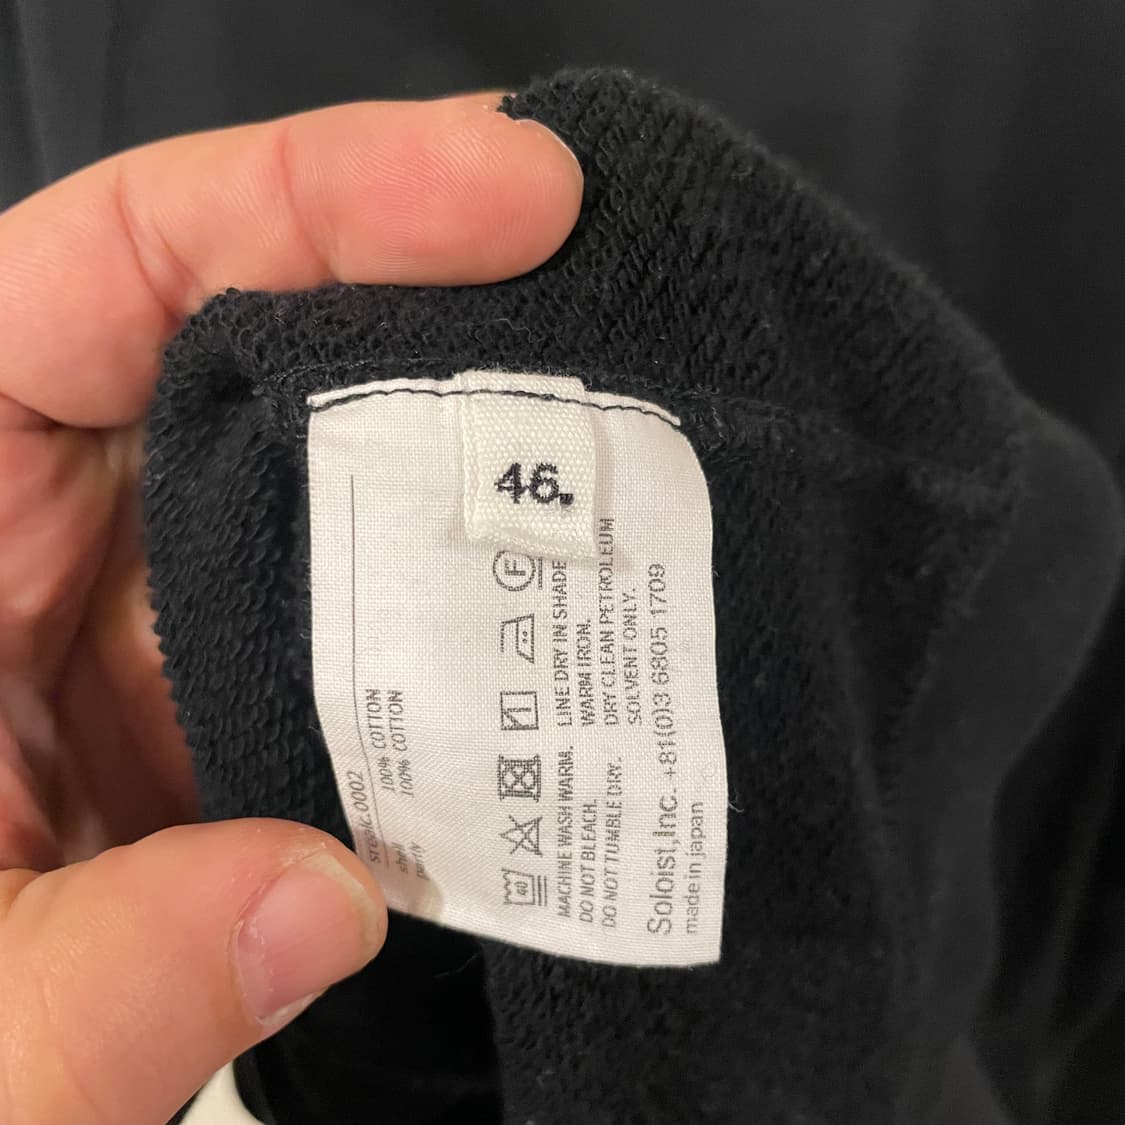 46.
100% COTTON
shell
100% COTTON
partly
40
F
MACHINE WASH WARM.
LINE DRY IN SHADE
DO NOT BLEACH.
WARM IRON.
DO NOT TUMBLE DRY.
DRY CLEAN PETROLEUM
SOLVENT ONLY.
Soloist,Inc. +81(0)3 6805 1709
made in japan